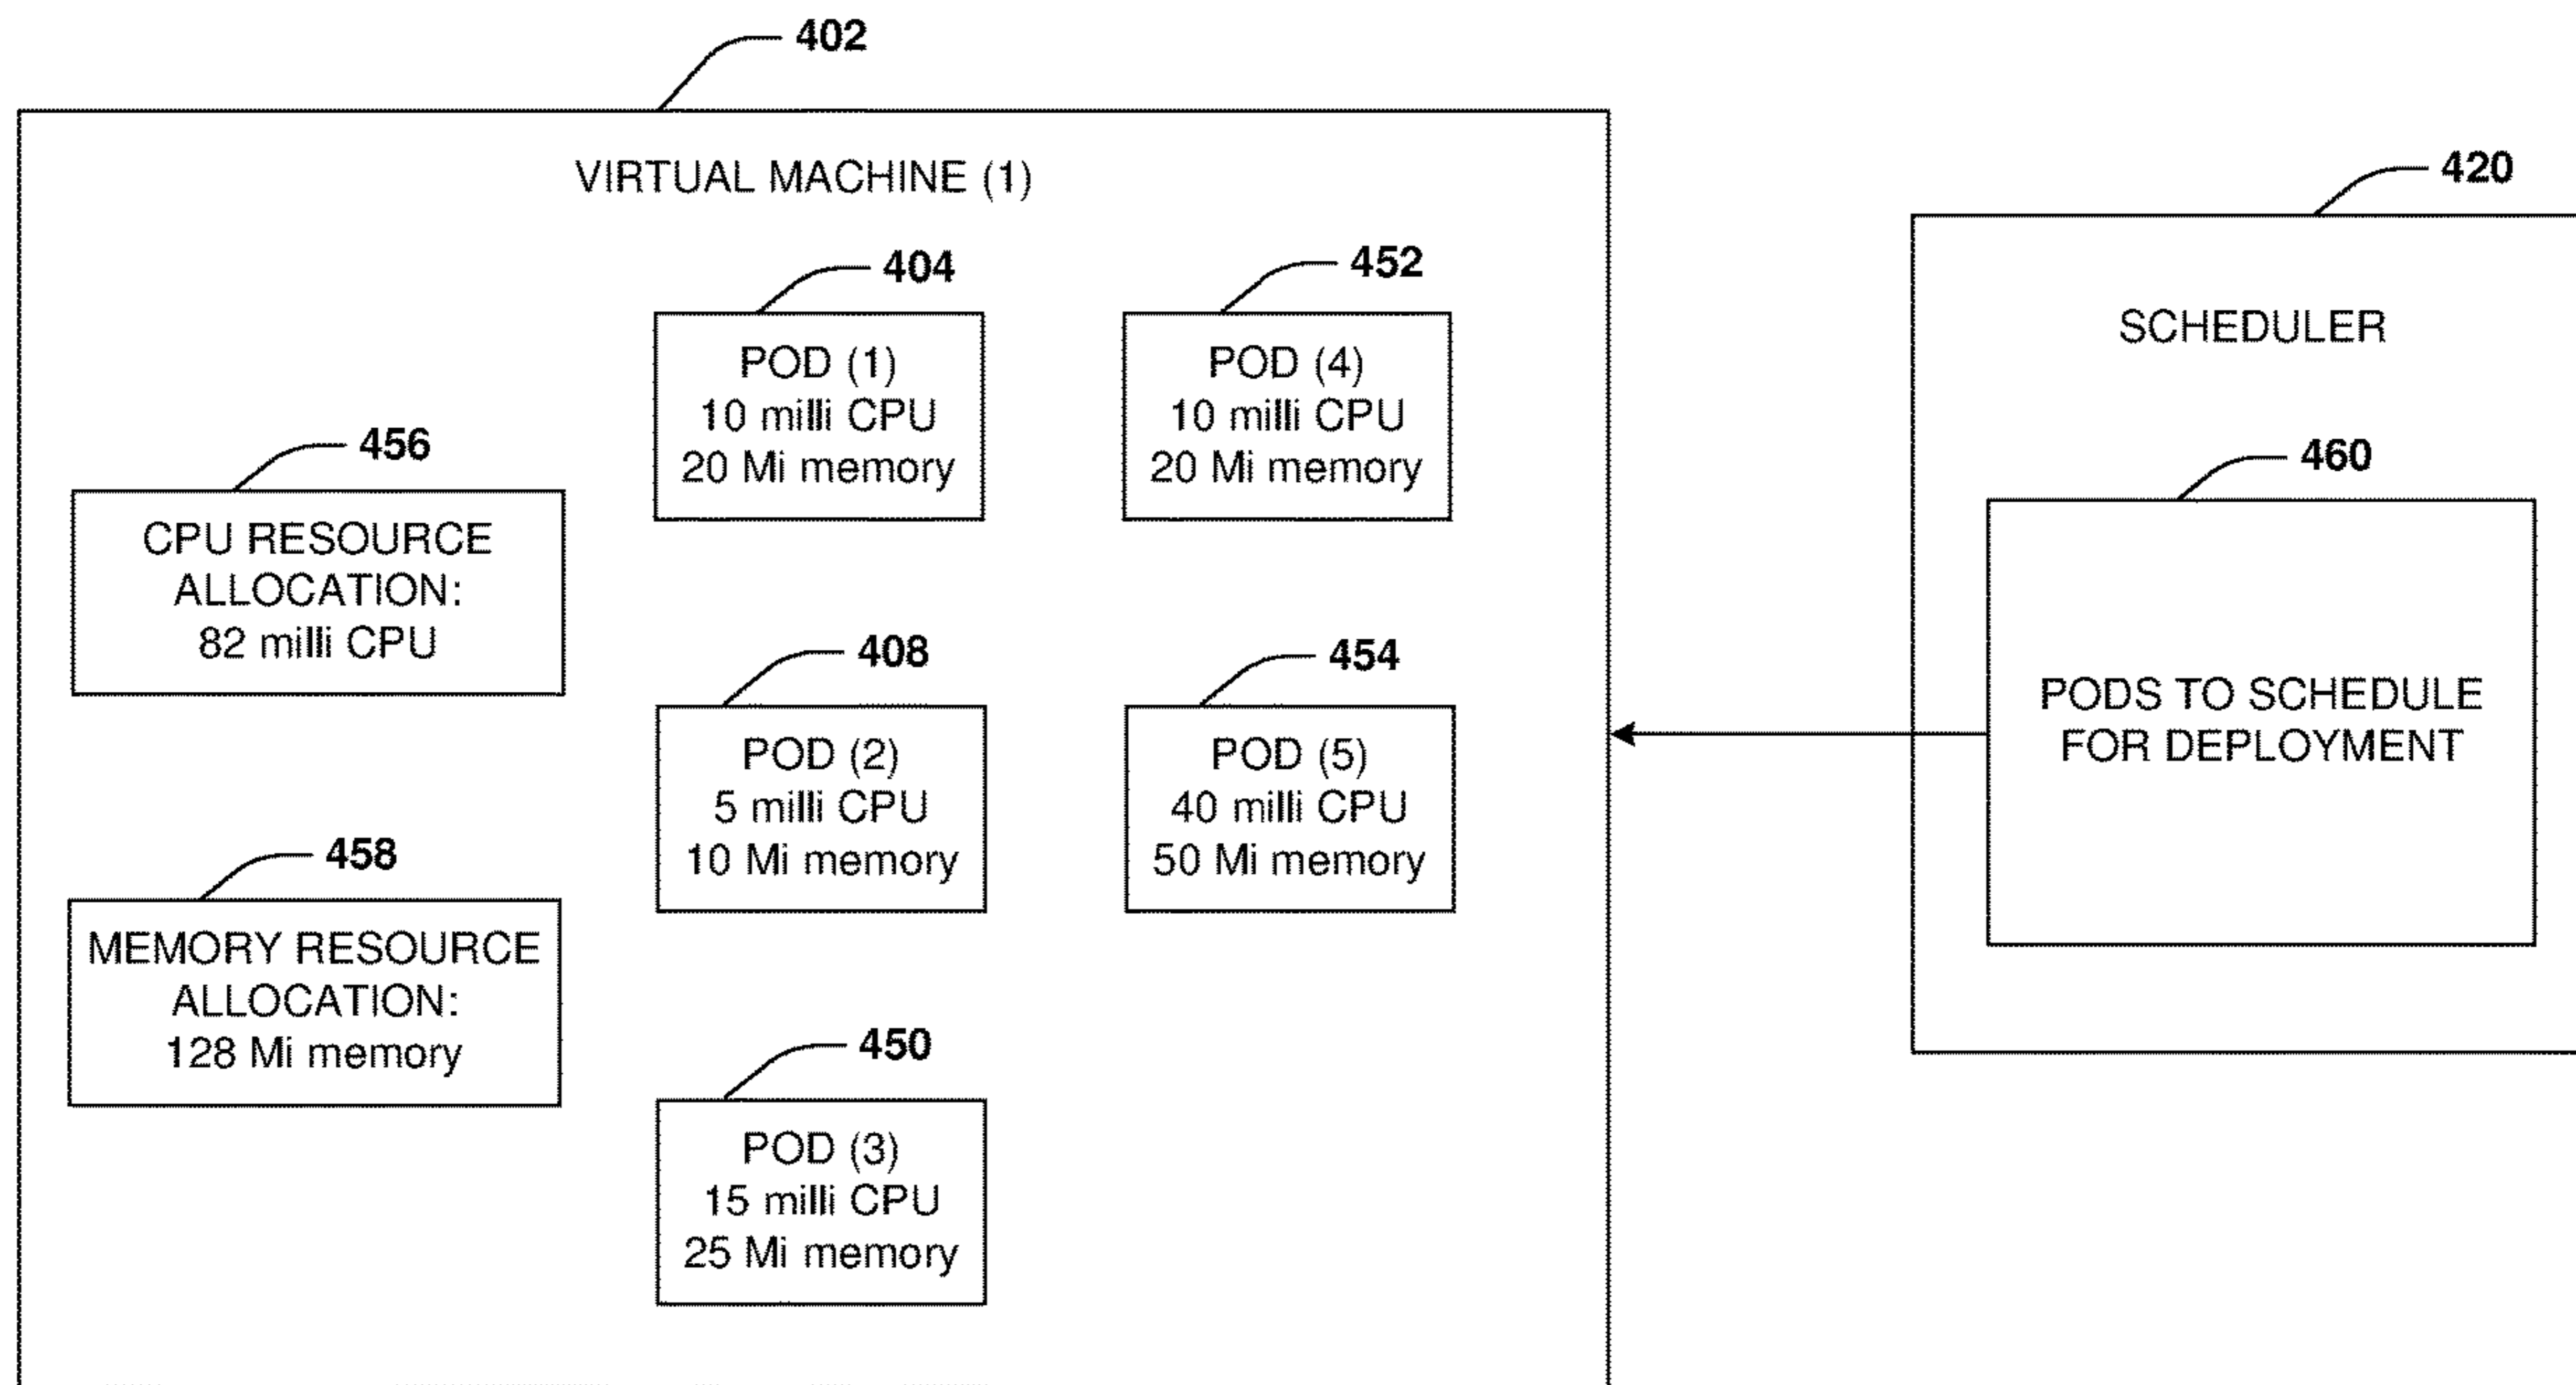 402
VIRTUAL MACHINE (1)
420
SCHEDULER
404
POD (1)
10 milli CPU
20 Mi memory
452
POD (4)
10 milli CPU
20 Mi memory
456
CPU RESOURCE
ALLOCATION:
82 milli CPU
460
PODS TO SCHEDULE
FOR DEPLOYMENT
408
POD (2)
5 milli CPU
10 Mi memory
454
POD (5)
40 milli CPU
50 Mi memory
458
MEMORY RESOURCE
ALLOCATION:
128 Mi memory
450
POD (3)
15 milli CPU
25 Mi memory